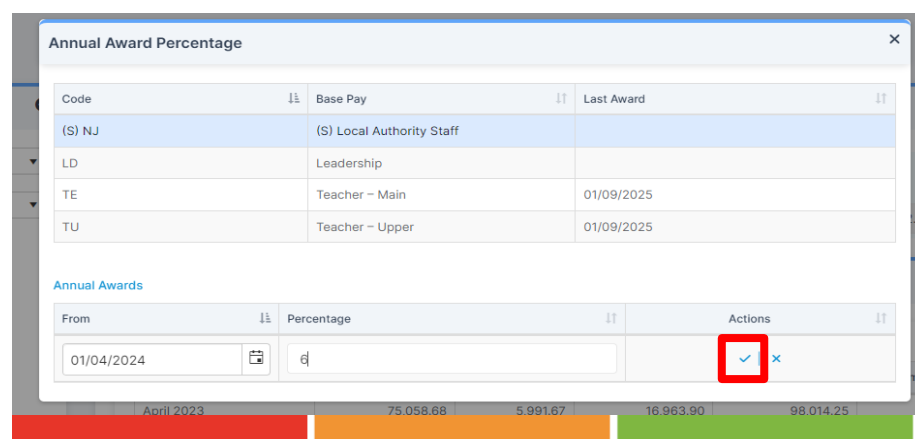 Annual Award Percentage
Code Base Pay Last Award
(S) NJ (S) Local Authority Staff
LD Leadership
TE Teacher – Main 01/09/2025
TU Teacher – Upper 01/09/2025
Annual Awards
From Percentage Actions
01/04/2024 6
April 2023 75,058.68 5,991.67 16,963.90 98,014.25